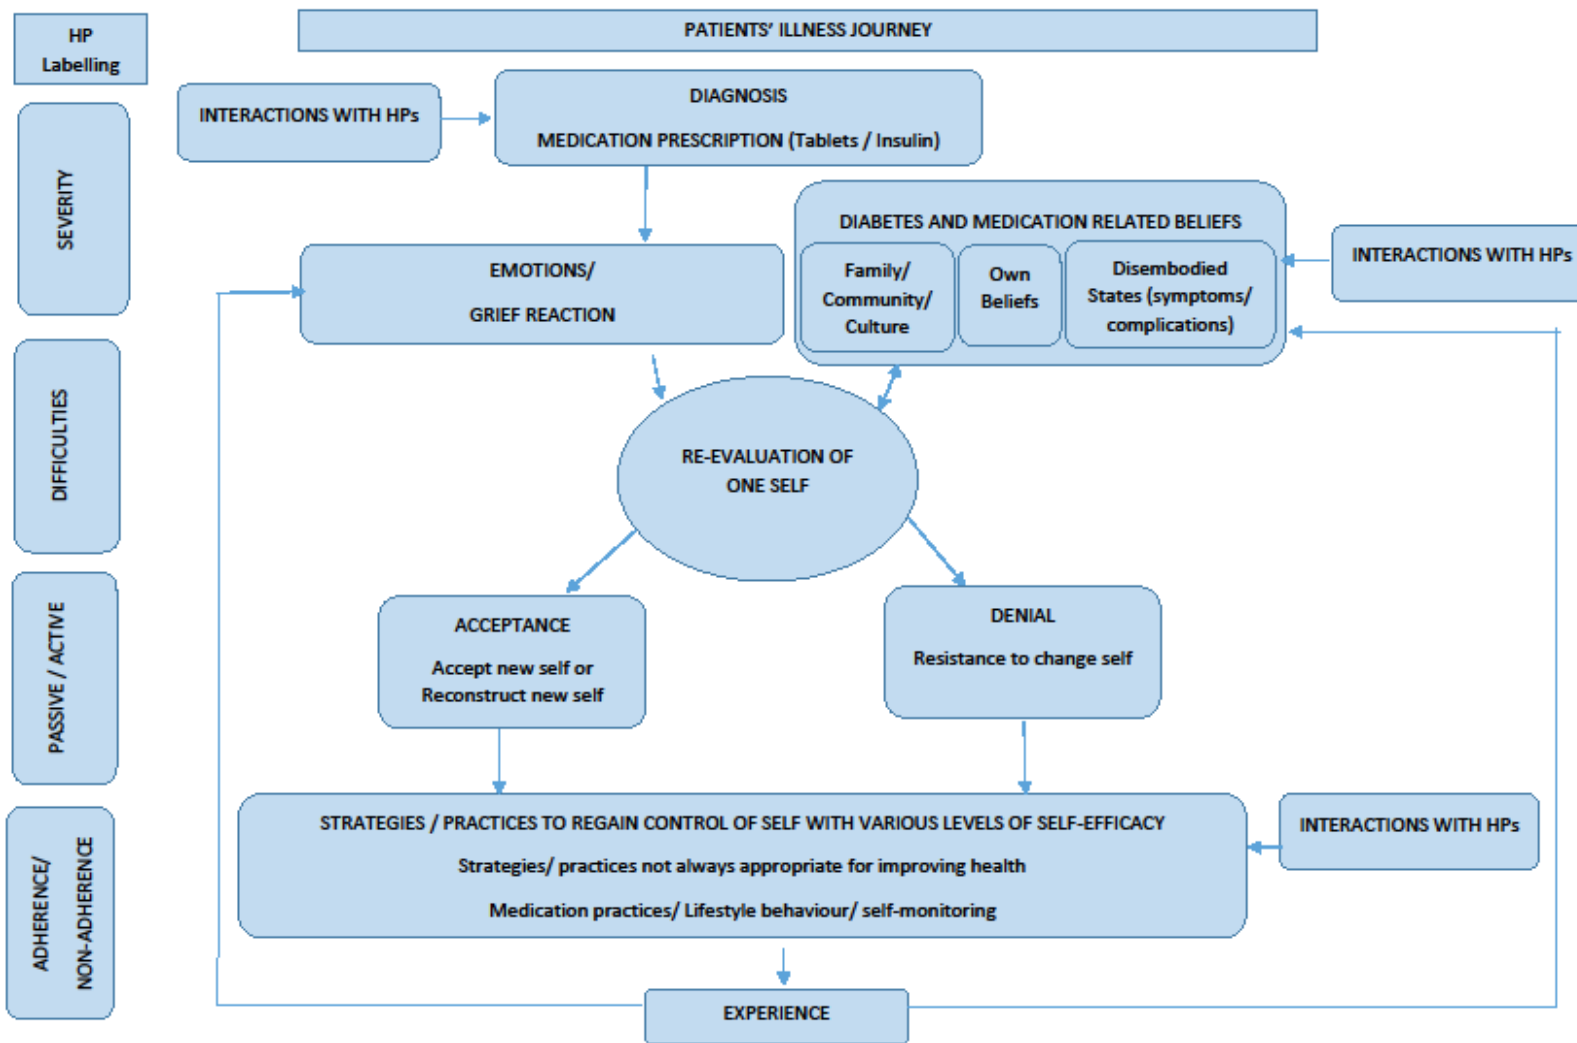 HP
Labelling
PATIENTS' ILLNESS JOURNEY
INTERACTIONS WITH HPs
DIAGNOSIS
MEDICATION PRESCRIPTION (Tablets / Insulin)
SEVERITY
DIABETES AND MEDICATION RELATED BELIEFS
Family/
Community/
Culture
Own
Beliefs
Disembodied
States (symptoms/
complications)
INTERACTIONS WITH HPs
EMOTIONS/
GRIEF REACTION
DIFFICULTIES
RE-EVALUATION OF
ONE SELF
PASSIVE / ACTIVE
ACCEPTANCE
Accept new self or
Reconstruct new self
DENIAL
Resistance to change self
ADHERENCE/
NON-ADHERENCE
STRATEGIES / PRACTICES TO REGAIN CONTROL OF SELF WITH VARIOUS LEVELS OF SELF-EFFICACY
Strategies/ practices not always appropriate for improving health
Medication practices/ Lifestyle behaviour/ self-monitoring
INTERACTIONS WITH HPs
EXPERIENCE